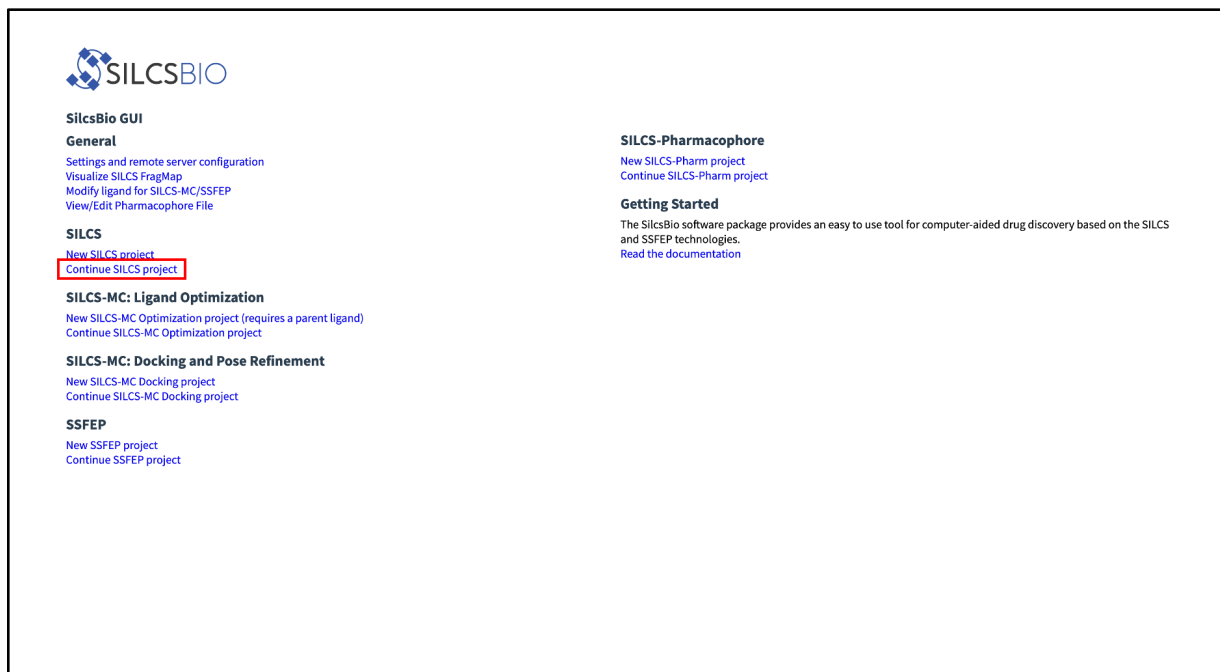 SILCSBIO
SilcsBio GUI
General
Settings and remote server configuration
Visualize SILCS FragMap
Modify ligand for SILCS-MC/SSFEP
View/Edit Pharmacophore File
SILCS
New SILCS project
Continue SILCS project
SILCS-MC: Ligand Optimization
New SILCS-MC Optimization project (requires a parent ligand)
Continue SILCS-MC Optimization project
SILCS-MC: Docking and Pose Refinement
New SILCS-MC Docking project
Continue SILCS-MC Docking project
SSFEP
New SSFEP project
Continue SSFEP project
SILCS-Pharmacophore
New SILCS-Pharm project
Continue SILCS-Pharm project
Getting Started
The SilcsBio software package provides an easy to use tool for computer-aided drug discovery based on the SILCS
and SSFEP technologies.
Read the documentation